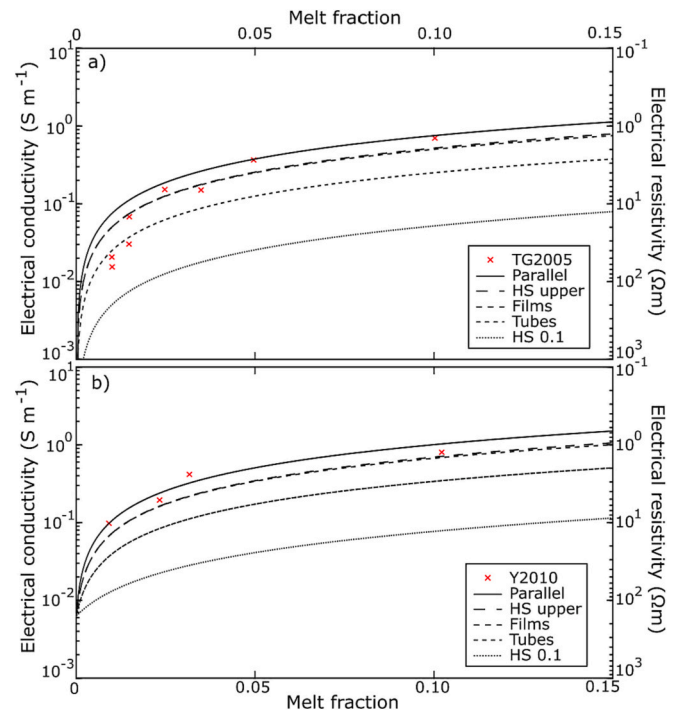 Melt fraction
0 0.05 0.10 0.15
a)
10^1 10^0 10^-1 10^-2 10^-3
Electrical conductivity (S m^-1)
10^-1 10^0 10^1 10^2 10^3
Electrical resistivity (Ωm)
TG2005
Parallel
HS upper
Films
Tubes
HS 0.1
b)
10^1 10^0 10^-1 10^-2 10^-3
Electrical conductivity (S m^-1)
10^-1 10^0 10^1 10^2 10^3
Electrical resistivity (Ωm)
Y2010
Parallel
HS upper
Films
Tubes
HS 0.1
0 0.05 0.10 0.15
Melt fraction